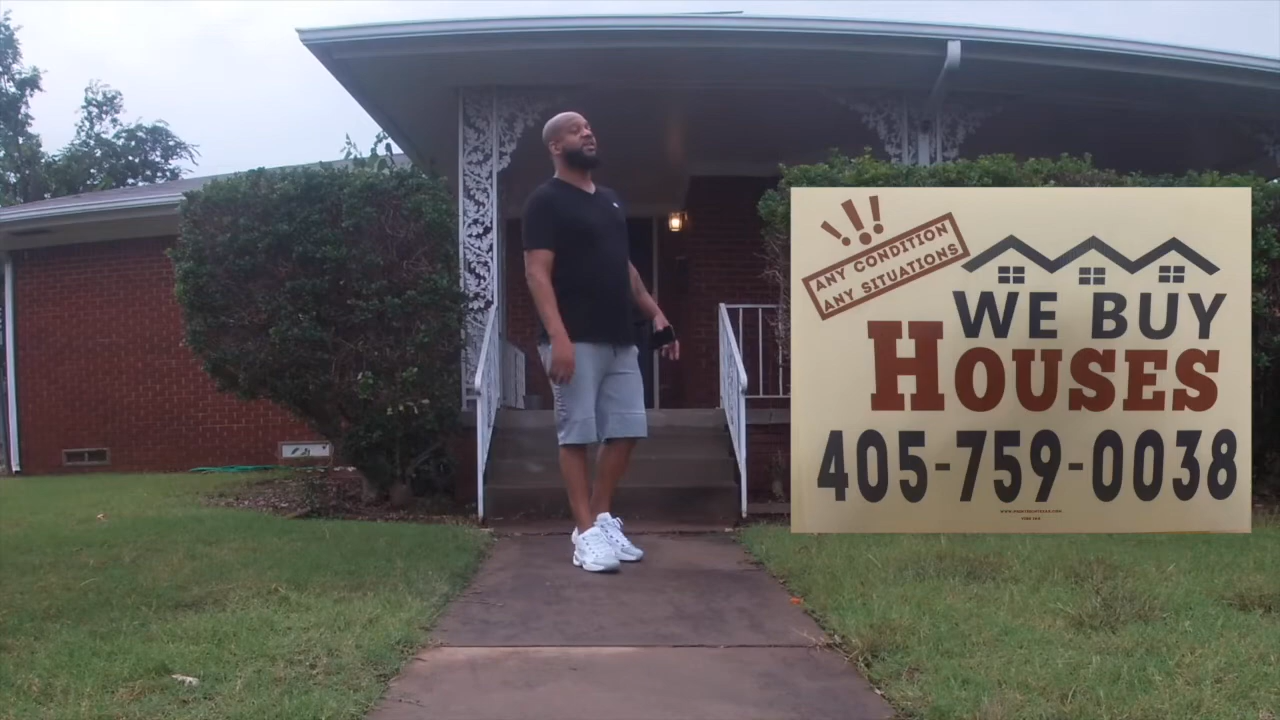 !!!
ANY CONDITION
ANY SITUATIONS
WE BUY
HOUSES
405-759-0038